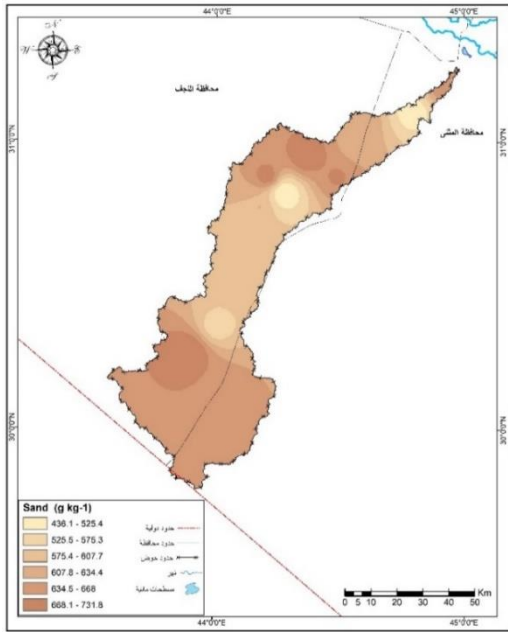 44°0'0"E
45°0'0"E
N
W
E
S
محافظة النجف
محافظة المثنى
31°0'0"N
31°0'0"N
30°0'0"N
30°0'0"N
Sand (g kg-1)
436.1 - 525.4
525.5 - 575.3
575.4 - 607.7
607.8 - 634.4
634.5 - 668
668.1 - 731.8
حدود دولية
حدود محافظة
حدود حوض
نهر
مسطحات مائية
Km
0 5 10 20 30 40 50
44°0'0"E
45°0'0"E